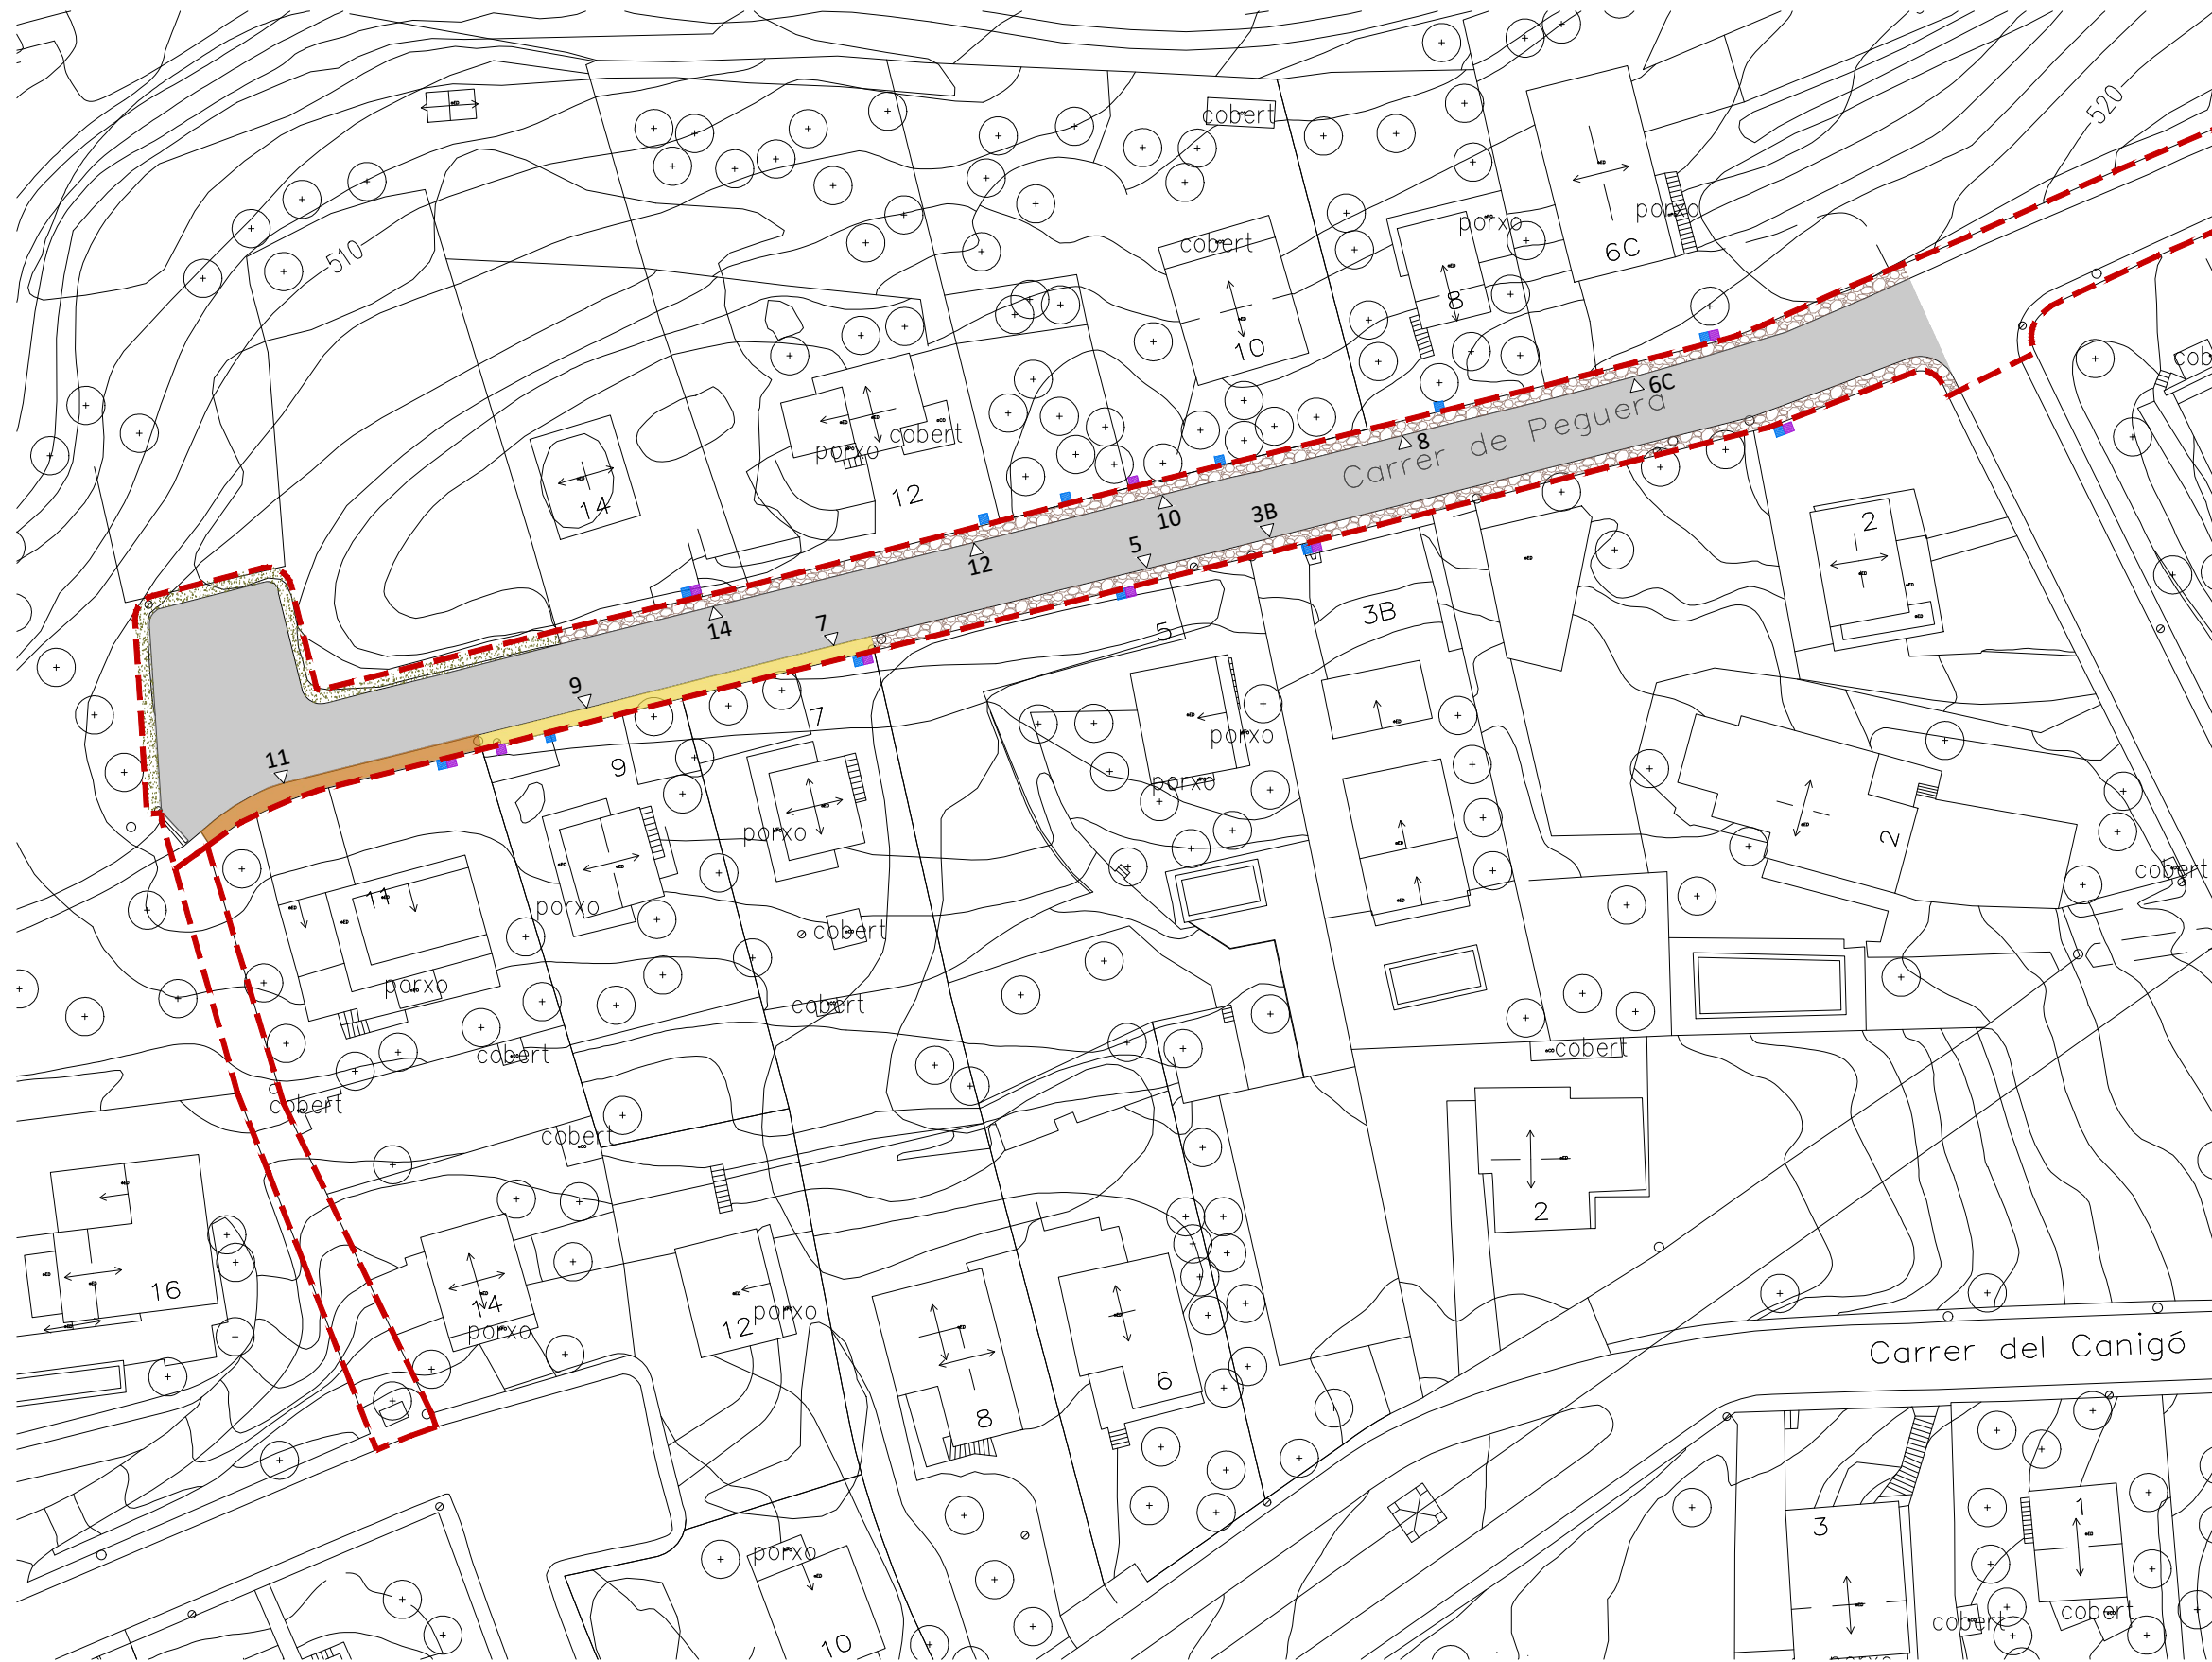 520
cobert
porxo
porxo
510
cobert
6C
8
10
cob
6C
Carrer de Peguera
8
porxo
cobert
12
14
10
3B
2
12
5
14
7
3B
5
9
7
11
9
porxo
porxo
porxo
2
cobert
11
porxo
cobert
porxo
cobert
cobert
cobert
cobert
cobert
2
16
14
porxo
12
porxo
Carrer del Canigó
6
8
1
3
porxo
10
cobert
cobert
porxo